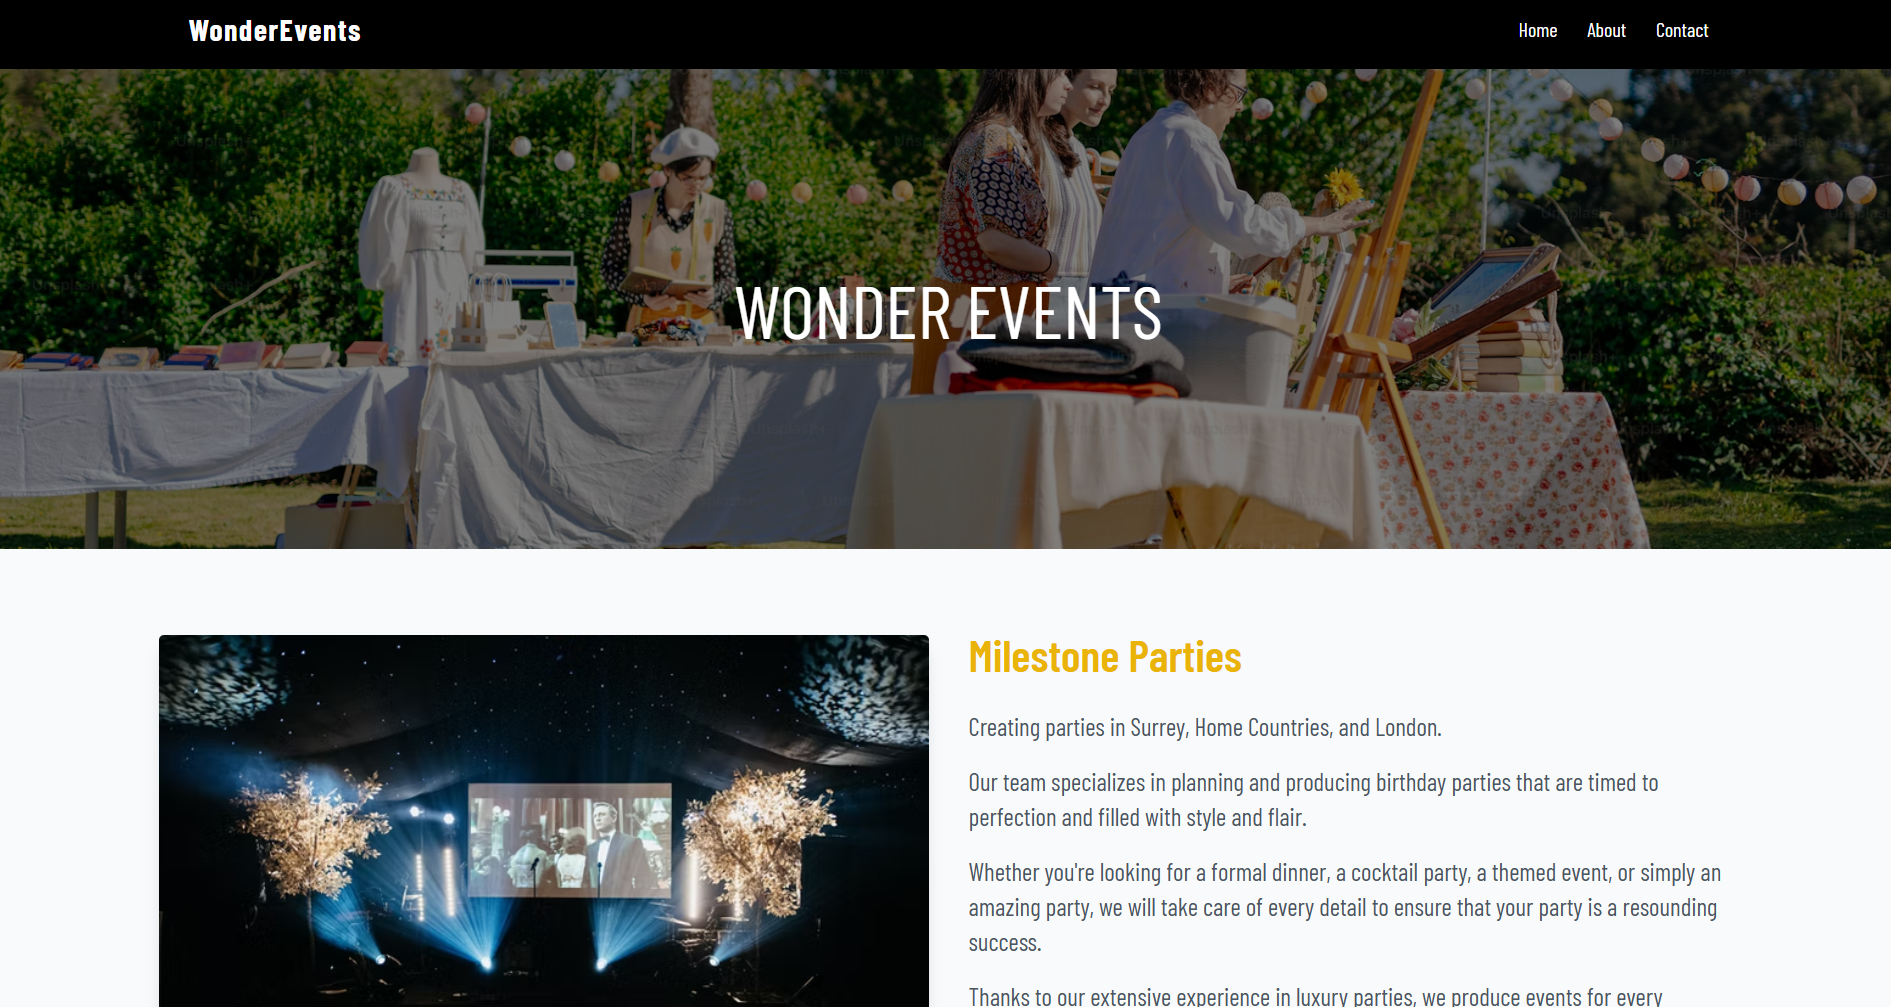 WonderEvents
Home About Contact
WONDER EVENTS
Milestone Parties
Creating parties in Surrey, Home Countries, and London.
Our team specializes in planning and producing birthday parties that are timed to
perfection and filled with style and flair.
Whether you're looking for a formal dinner, a cocktail party, a themed event, or simply an
amazing party, we will take care of every detail to ensure that your party is a resounding
success.
Thanks to our extensive experience in luxury parties, we produce events for every